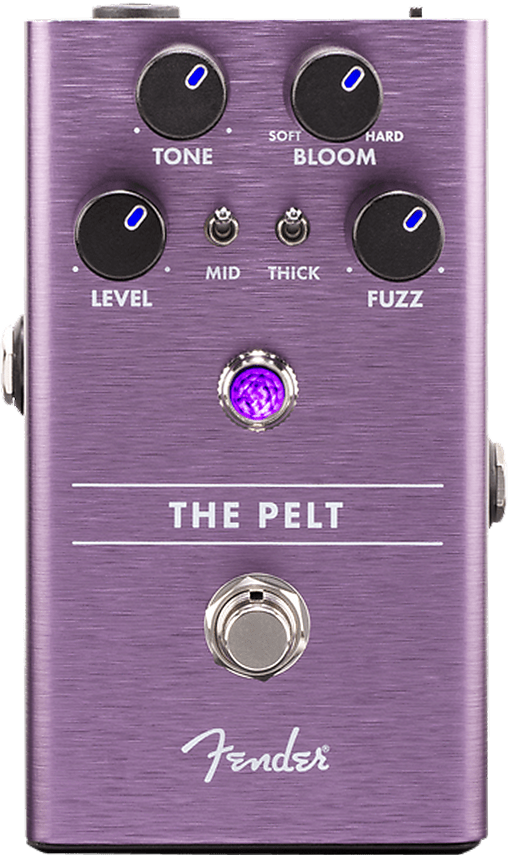 TONE
SOFT HARD
BLOOM
LEVEL
MID
THICK
FUZZ
THE PELT
Fender®